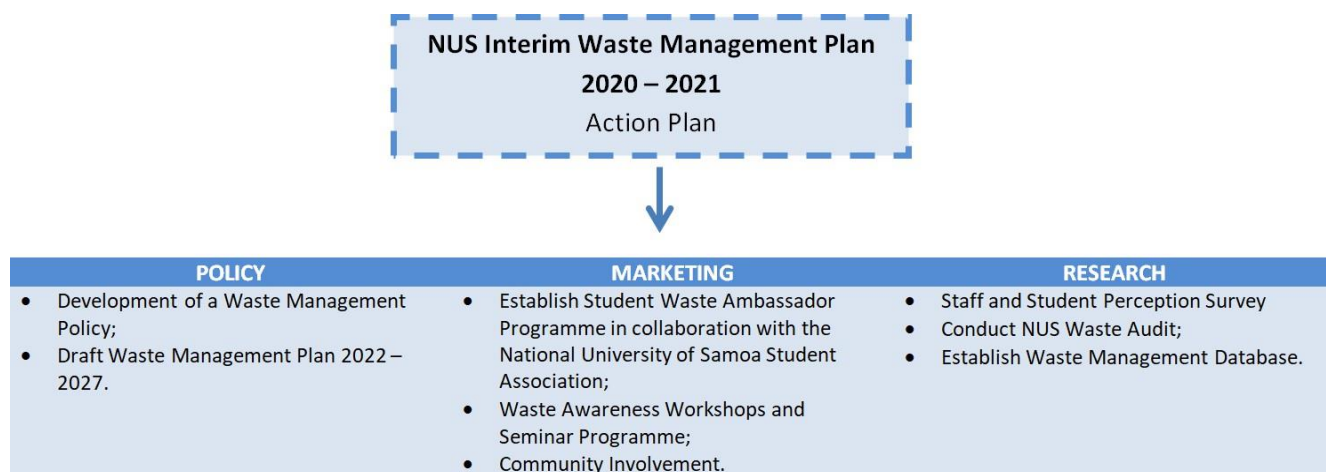 NUS Interim Waste Management Plan
2020 – 2021
Action Plan
POLICY
• Development of a Waste Management
Policy;
• Draft Waste Management Plan 2022 –
2027.
MARKETING
• Establish Student Waste Ambassador
Programme in collaboration with the
National University of Samoa Student
Association;
• Waste Awareness Workshops and
Seminar Programme;
• Community Involvement.
RESEARCH
• Staff and Student Perception Survey
• Conduct NUS Waste Audit;
• Establish Waste Management Database.